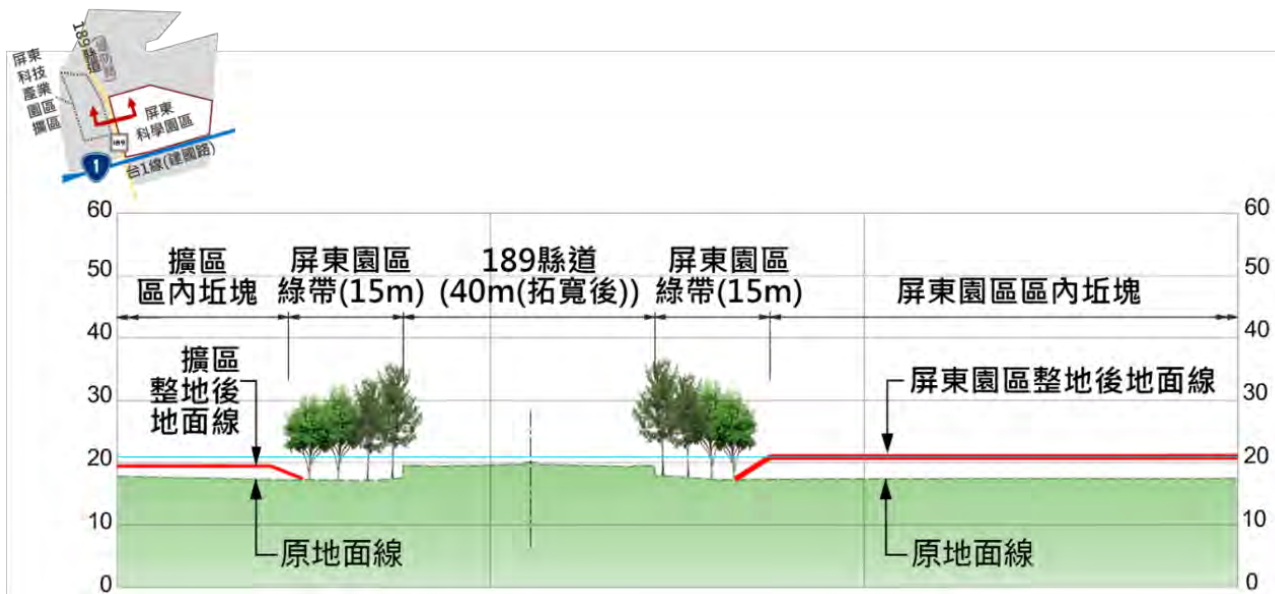 189縣道
屏東
科技
產業
園區
擴區
屏東
科學園區
189
1
台1線(建國路)
60
60
擴區
區內坵塊
屏東園區
綠帶(15m)
189縣道
(40m(拓寬後))
屏東園區
綠帶(15m)
屏東園區區內坵塊
50
50
40
40
擴區
整地後
地面線
屏東園區整地後地面線
30
30
20
20
10
10
原地面線
原地面線
0
0